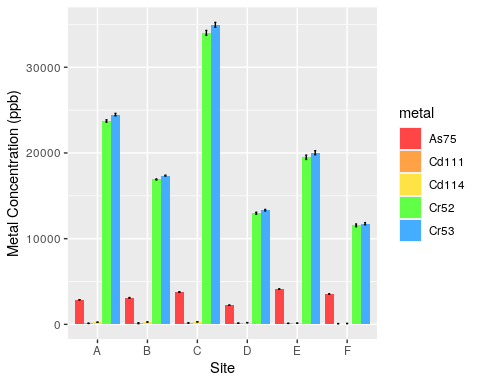 Metal Concentration (ppb)
30000
20000
10000
0
A B C D E F
Site
metal
As75
Cd111
Cd114
Cr52
Cr53